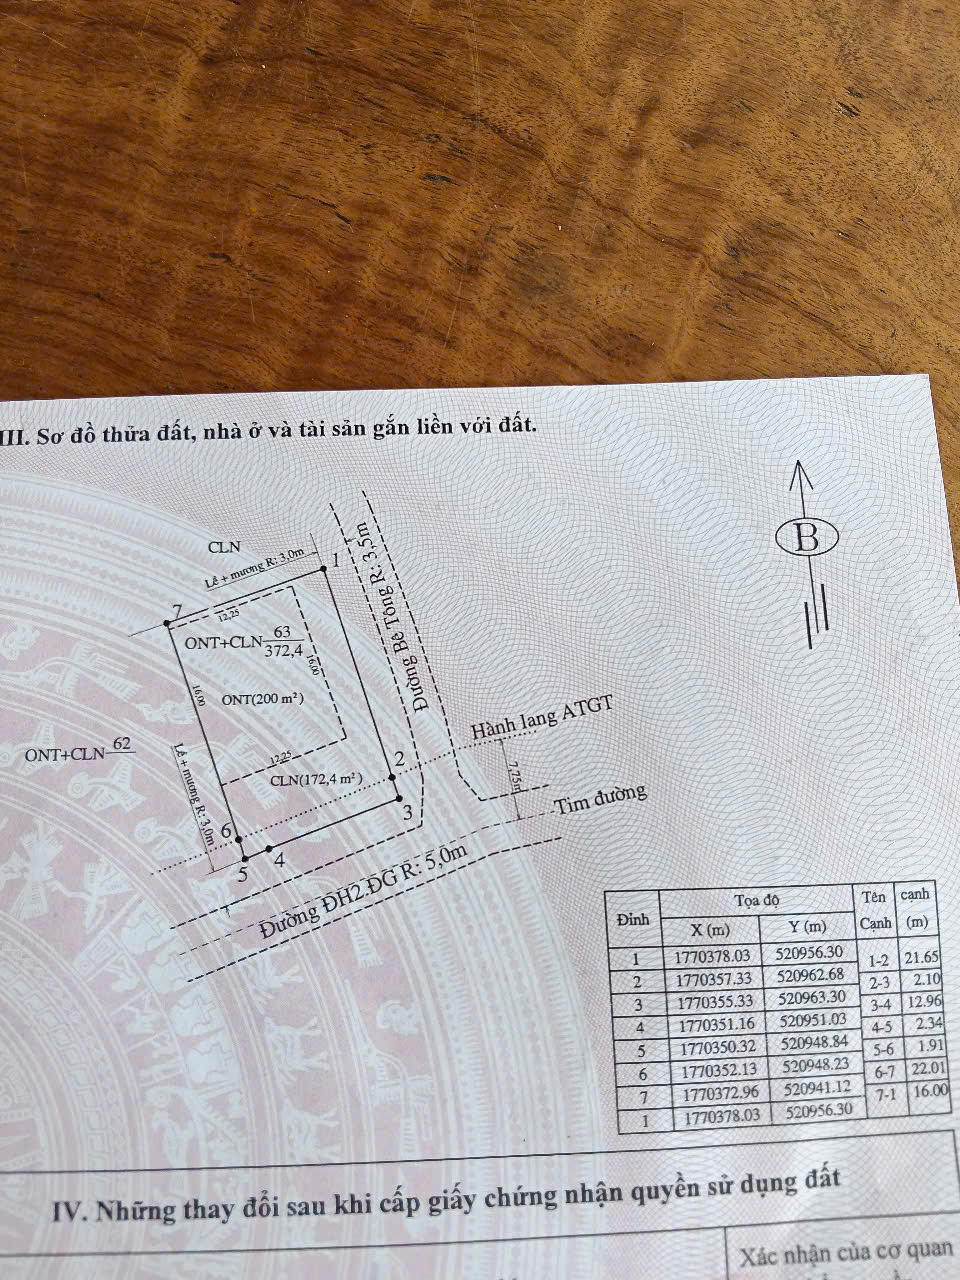 III. Sơ đồ thửa đất, nhà ở và tài sản gắn liền với đất.
B
CLN
Lề + mương R: 3,0m
1
Đường Bê Tông R: 3,5m
7
12,25
ONT+CLN 63
372,4
16,00
16,00
ONT(200 m²)
Hành lang ATGT
ONT+CLN 62
12,25
2
CLN(172,4 m²)
7,75m
Lề + mương R: 3,0m
Tim đường
3
6
4
5
Đường ĐH2.ĐG R: 5,0m
Đỉnh Tọa độ Tên Cạnh cạnh (m)
X (m) Y (m)
1 1770378.03 520956.30
1-2 21.65
2 1770357.33 520962.68
2-3 2.10
3 1770355.33 520963.30
3-4 12.96
4 1770351.16 520951.03
4-5 2.34
5 1770350.32 520948.84
5-6 1.91
6 1770352.13 520948.23
6-7 22.01
7 1770372.96 520941.12
7-1 16.00
1 1770378.03 520956.30
IV. Những thay đổi sau khi cấp giấy chứng nhận quyền sử dụng đất
Xác nhận của cơ quan